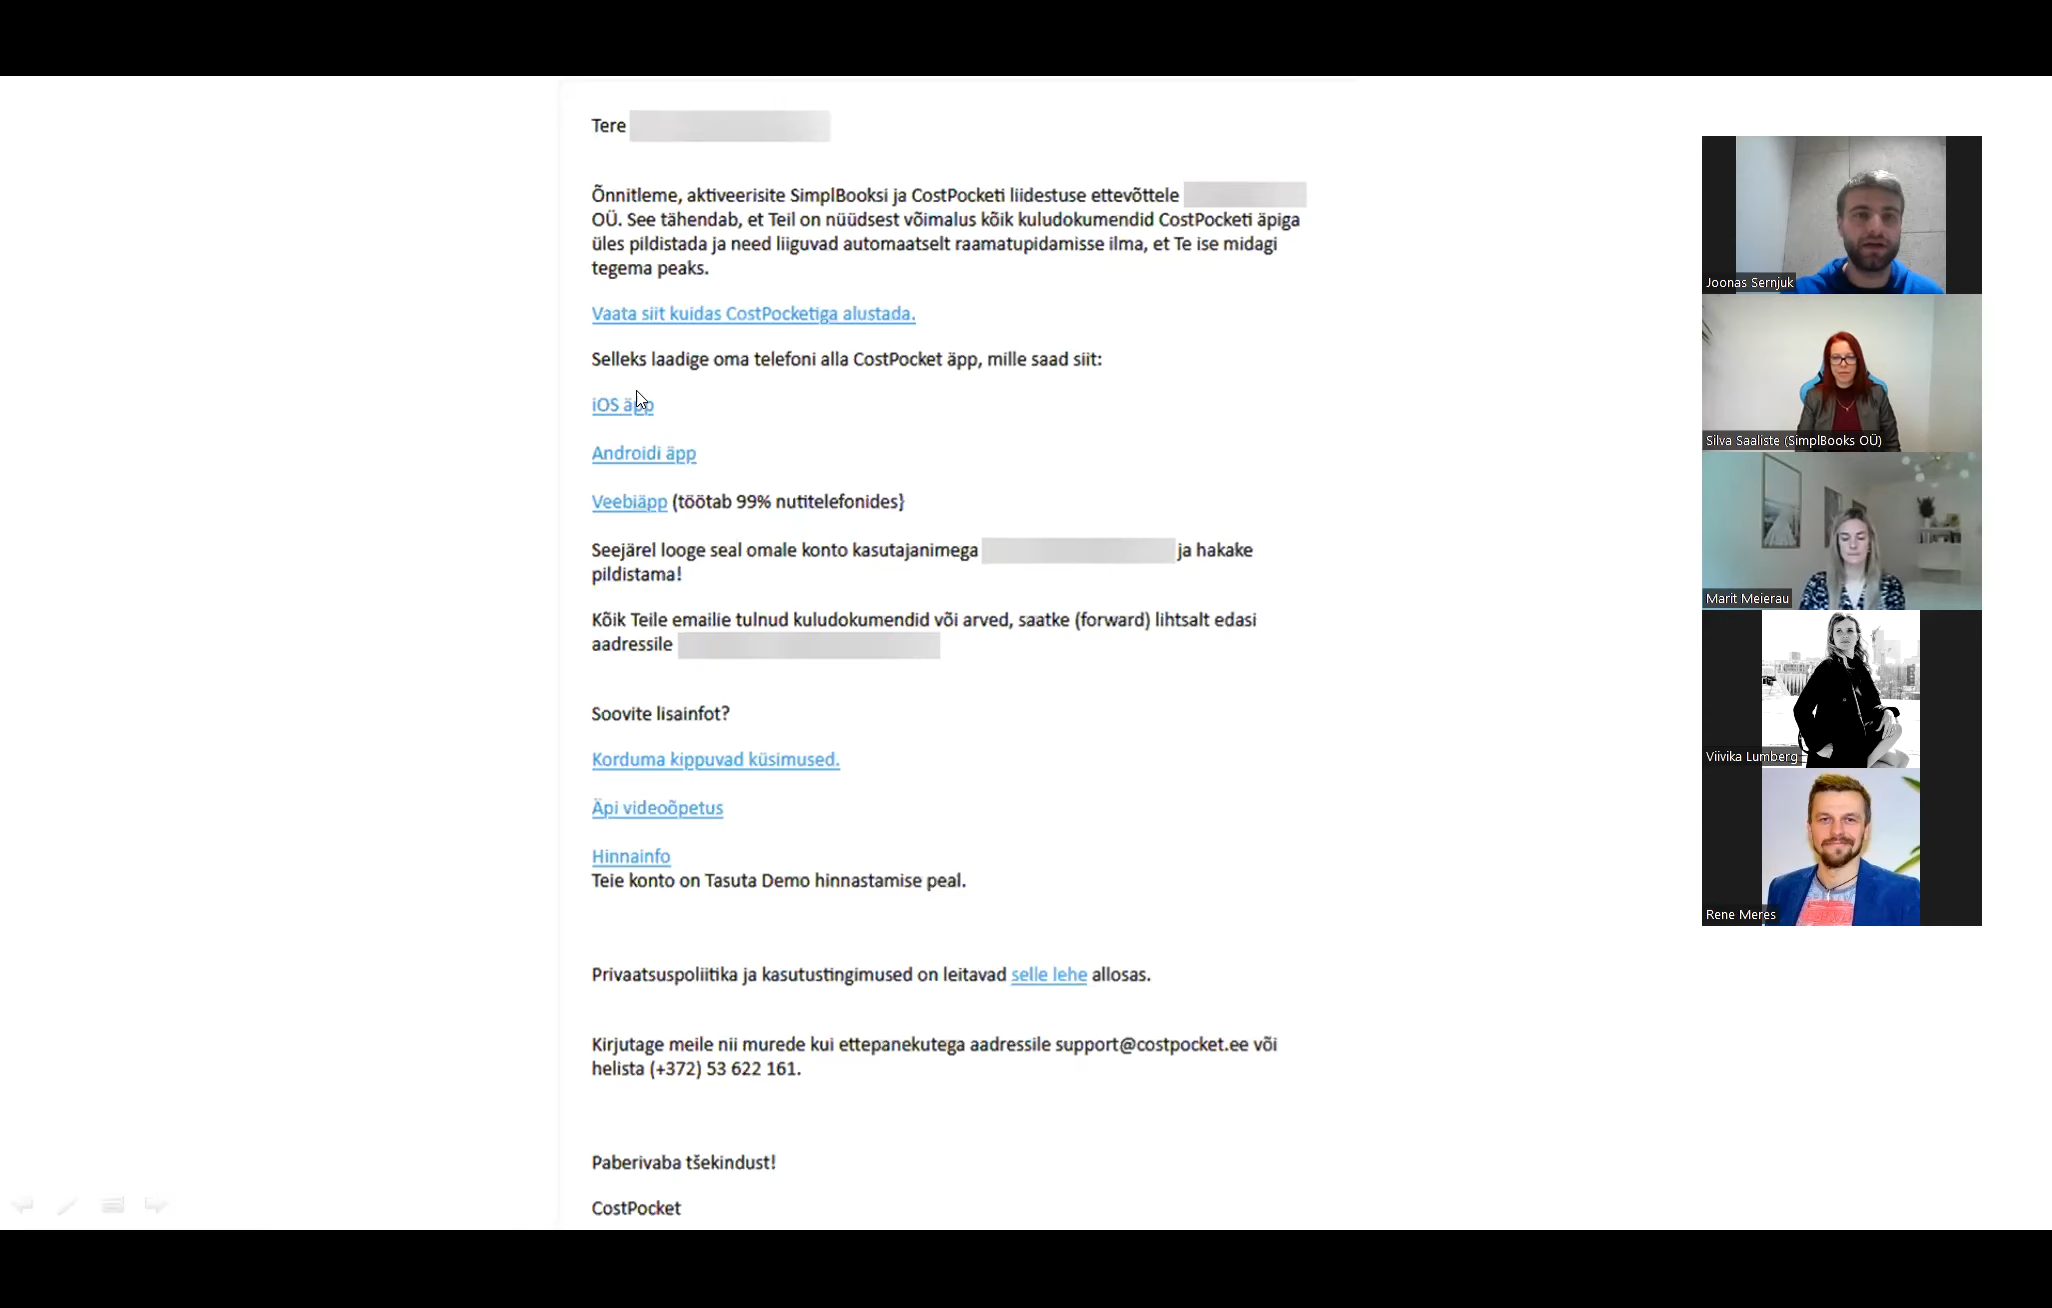 Tere
Õnnitleme, aktiveerisite SimplBooksi ja CostPocketi liidestuse ettevõttele
OÜ. See tähendab, et Teil on nüüdsest võimalus kõik kuludokumendid CostPocketi äpiga
üles pildistada ja need liiguvad automaatselt raamatupidamisse ilma, et Te ise midagi
tegema peaks.
Vaata siit kuidas CostPocketiga alustada.
Selleks laadige oma telefoni alla CostPocket äpp, mille saad siit:
iOS äpp
Androidi äpp
Veebiäpp (töötab 99% nutitelefonides}
Seejärel looge seal omale konto kasutajanimega ja hakake
pildistama!
Kõik Teile emailie tulnud kuludokumendid või arved, saatke (forward) lihtsalt edasi
aadressile
Soovite lisainfot?
Korduma kippuvad küsimused.
Äpi videoõpetus
Hinnainfo
Teie konto on Tasuta Demo hinnastamise peal.
Privaatsuspoliitika ja kasutustingimused on leitavad selle lehe allosas.
Kirjutage meile nii murede kui ettepanekutega aadressile support@costpocket.ee või
helista (+372) 53 622 161.
Paberivaba tšekindust!
CostPocket
Joonas Sernjuk
Silva Saaliste (SimplBooks OÜ)
Marit Meierau
Viivika Lumberg
Rene Meres